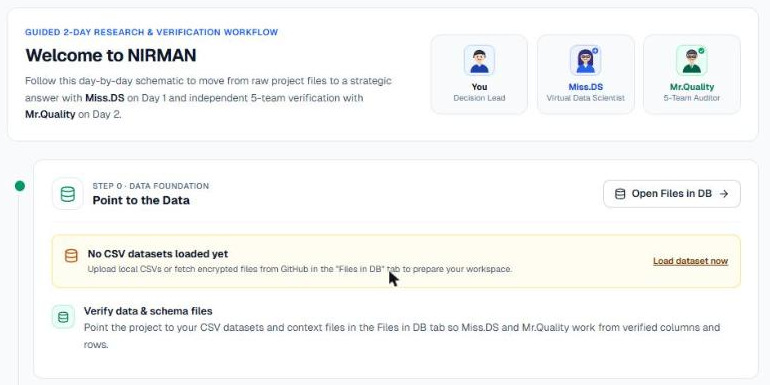 GUIDED 2-DAY RESEARCH & VERIFICATION WORKFLOW
Welcome to NIRMAN
Follow this day-by-day schematic to move from raw project files to a strategic
answer with Miss.DS on Day 1 and independent 5-team verification with
Mr.Quality on Day 2.
You
Decision Lead
Miss.DS
Virtual Data Scientist
Mr.Quality
5-Team Auditor
STEP 0 · DATA FOUNDATION
Point to the Data
Open Files in DB →
No CSV datasets loaded yet
Upload local CSVs or fetch encrypted files from GitHub in the "Files in DB" tab to prepare your workspace.
Load dataset now
Verify data & schema files
Point the project to your CSV datasets and context files in the Files in DB tab so Miss.DS and Mr.Quality work from verified columns and
rows.